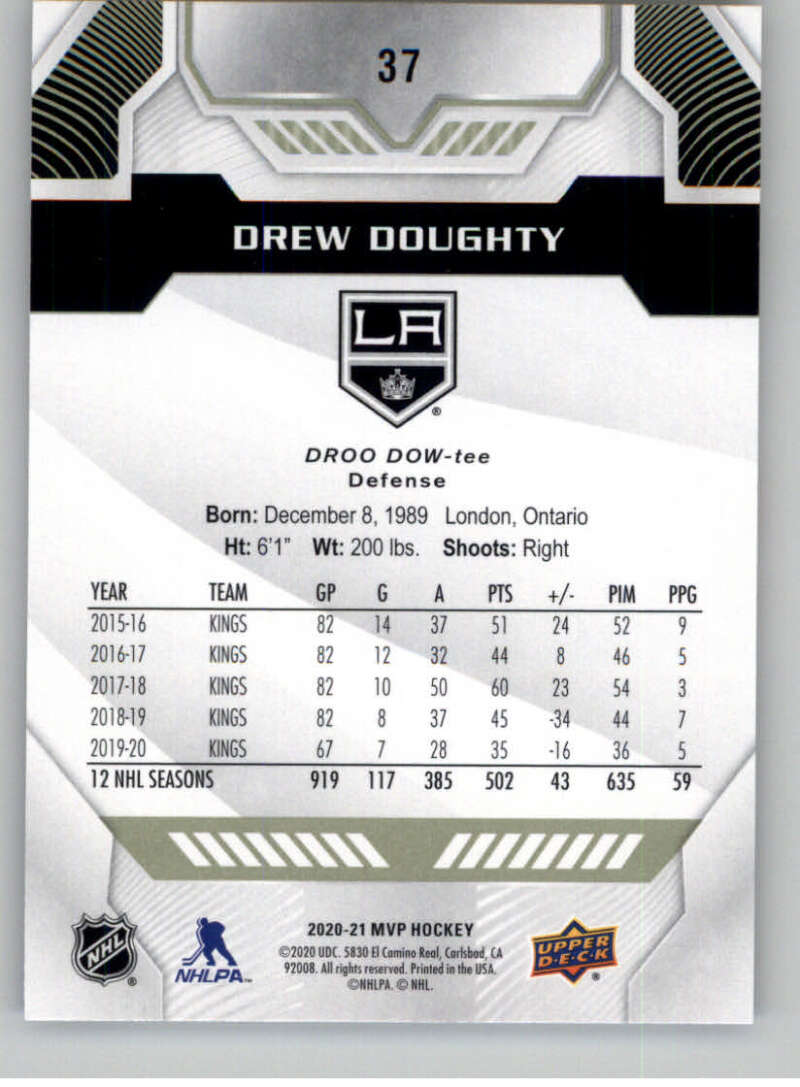 37
DREW DOUGHTY
LA
®
DROO DOW-tee
Defense
Born: December 8, 1989 London, Ontario
Ht: 6'1" Wt: 200 lbs. Shoots: Right
YEAR TEAM GP G A PTS +/- PIM PPG
2015-16 KINGS 82 14 37 51 24 52 9
2016-17 KINGS 82 12 32 44 8 46 5
2017-18 KINGS 82 10 50 60 23 54 3
2018-19 KINGS 82 8 37 45 -34 44 7
2019-20 KINGS 67 7 28 35 -16 36 5
12 NHL SEASONS 919 117 385 502 43 635 59
NHL ®
NHLPA™
2020-21 MVP HOCKEY
©2020 UDC. 5830 El Camino Real, Carlsbad, CA
92008. All rights reserved. Printed in the USA.
©NHLPA. © NHL.
UPPER
D·E·C·K ®